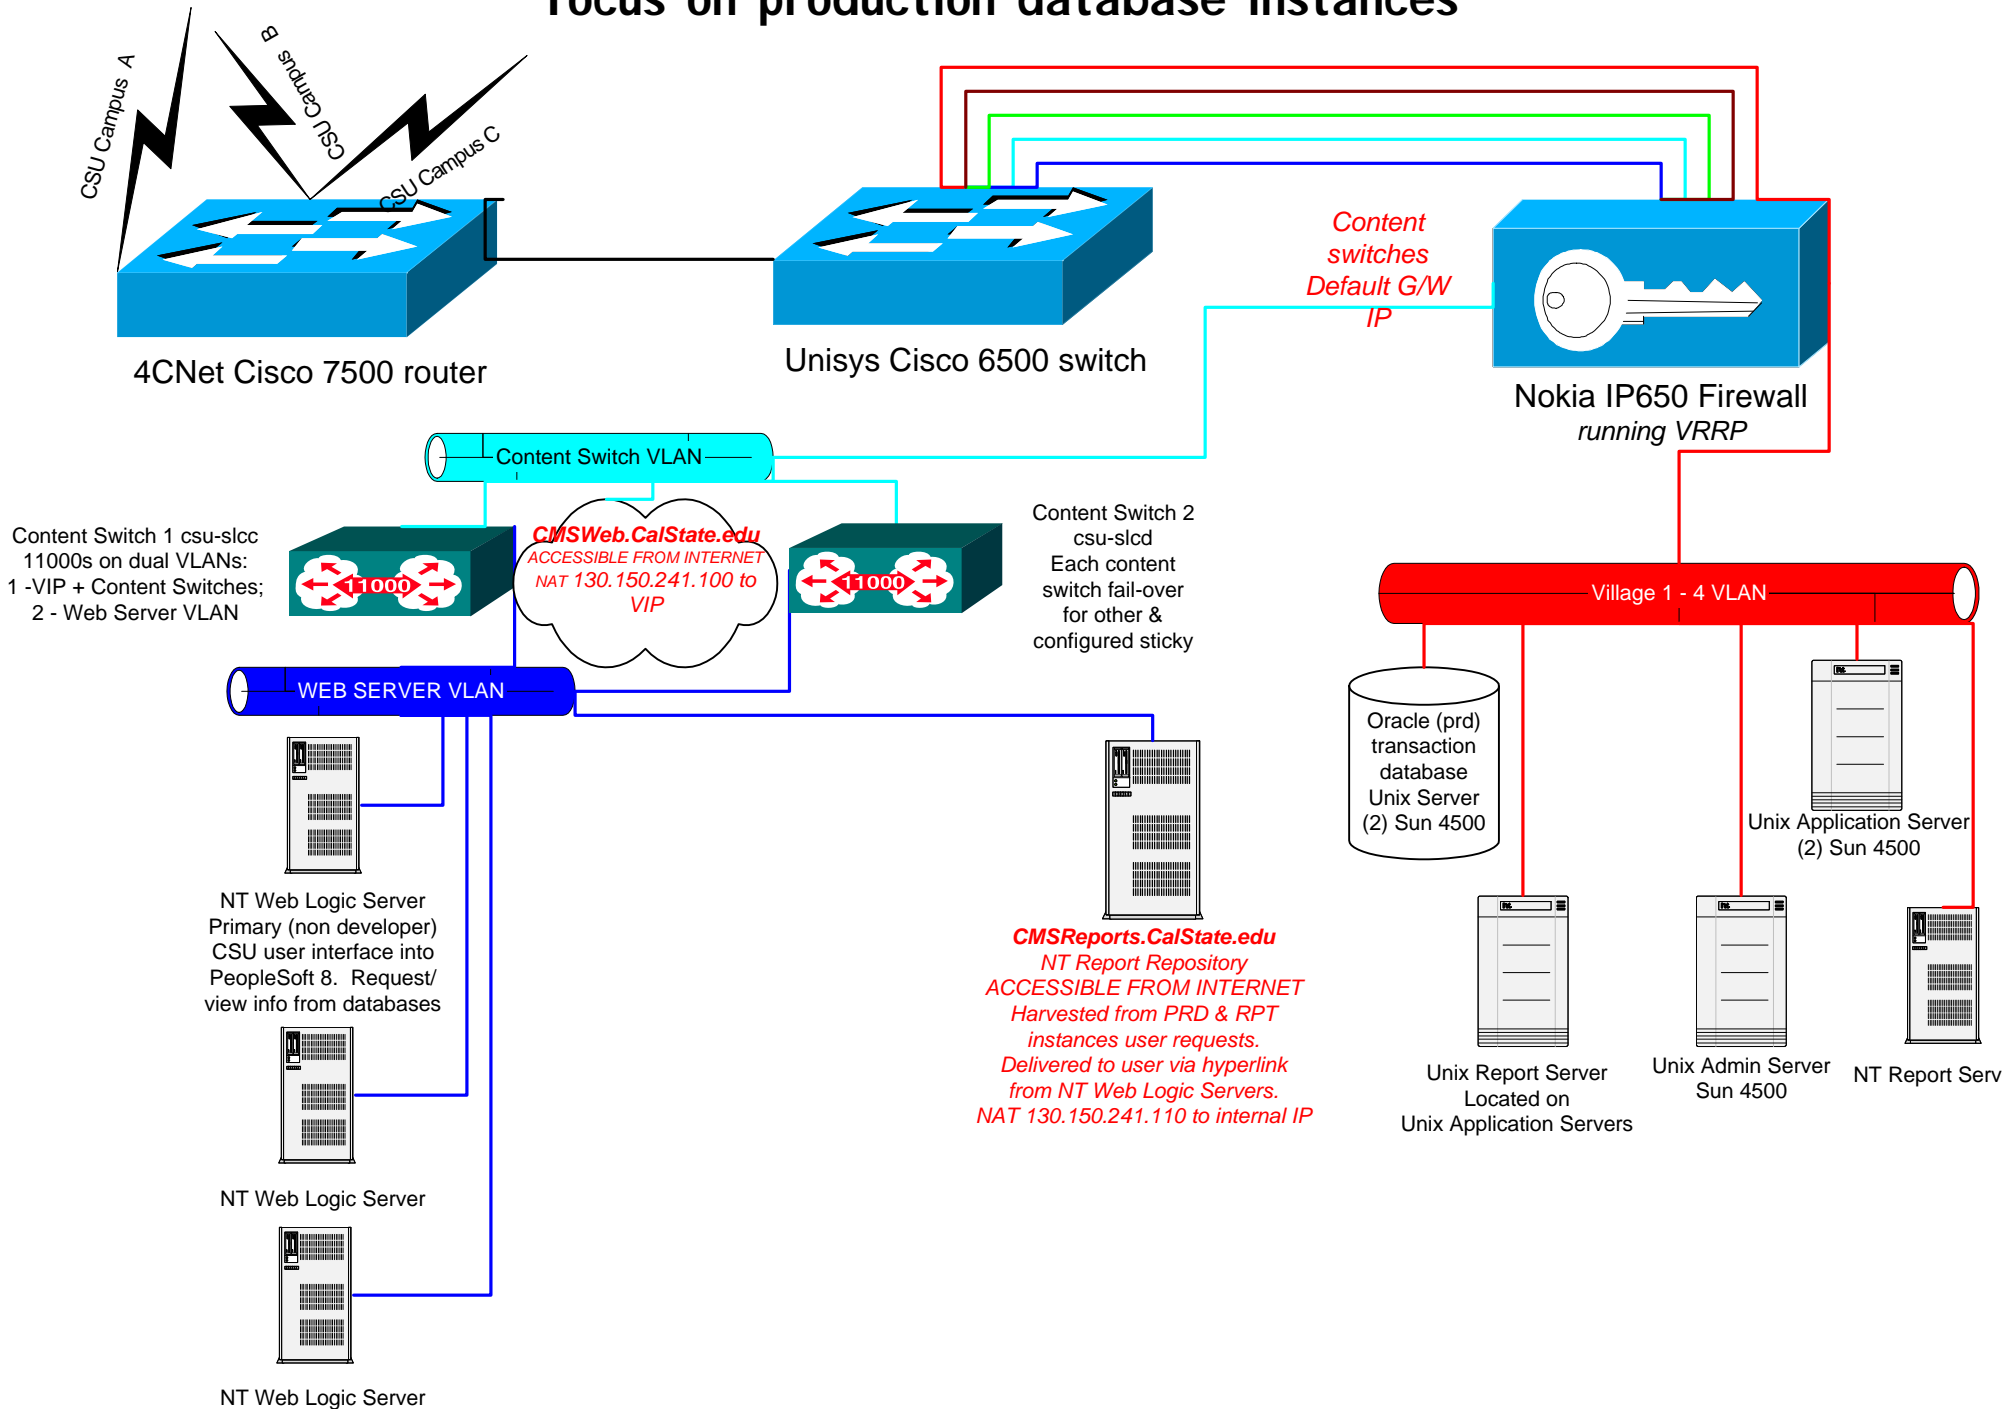 focus on production database instances
CSU Campus A
CSU Campus B
CSU Campus C
4CNet Cisco 7500 router
Unisys Cisco 6500 switch
Content
switches
Default G/W
IP
Nokia IP650 Firewall
running VRRP
Content Switch VLAN
Content Switch 1 csu-slcc
11000s on dual VLANs:
1 -VIP + Content Switches;
2 - Web Server VLAN
11000
CMSWeb.CalState.edu
ACCESSIBLE FROM INTERNET
NAT 130.150.241.100 to
VIP
11000
Content Switch 2
csu-slcd
Each content
switch fail-over
for other &
configured sticky
Village 1 - 4 VLAN
WEB SERVER VLAN
Oracle (prd)
transaction
database
Unix Server
(2) Sun 4500
Unix Application Server
(2) Sun 4500
NT Web Logic Server
Primary (non developer)
CSU user interface into
PeopleSoft 8.  Request/
view info from databases
CMSReports.CalState.edu
NT Report Repository
ACCESSIBLE FROM INTERNET
Harvested from PRD & RPT
instances user requests.
Delivered to user via hyperlink
from NT Web Logic Servers.
NAT 130.150.241.110 to internal IP
Unix Report Server
Located on
Unix Application Servers
Unix Admin Server
Sun 4500
NT Report Serv
NT Web Logic Server
NT Web Logic Server